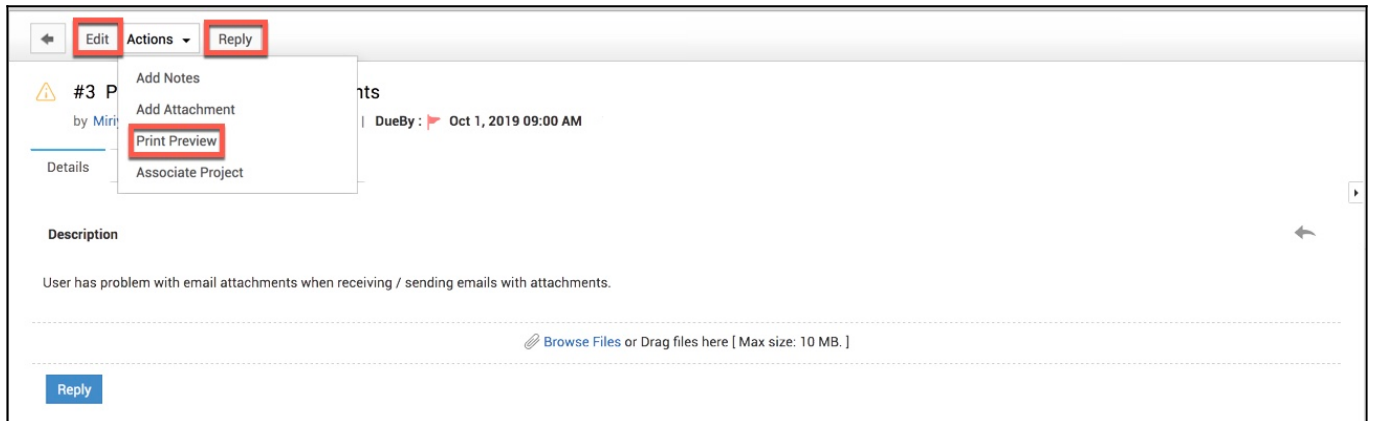 Edit Actions Reply
Add Notes
#3 P nts
Add Attachment
by Miri | DueBy : Oct 1, 2019 09:00 AM
Print Preview
Details
Associate Project
Description
User has problem with email attachments when receiving / sending emails with attachments.
Browse Files or Drag files here [ Max size: 10 MB. ]
Reply